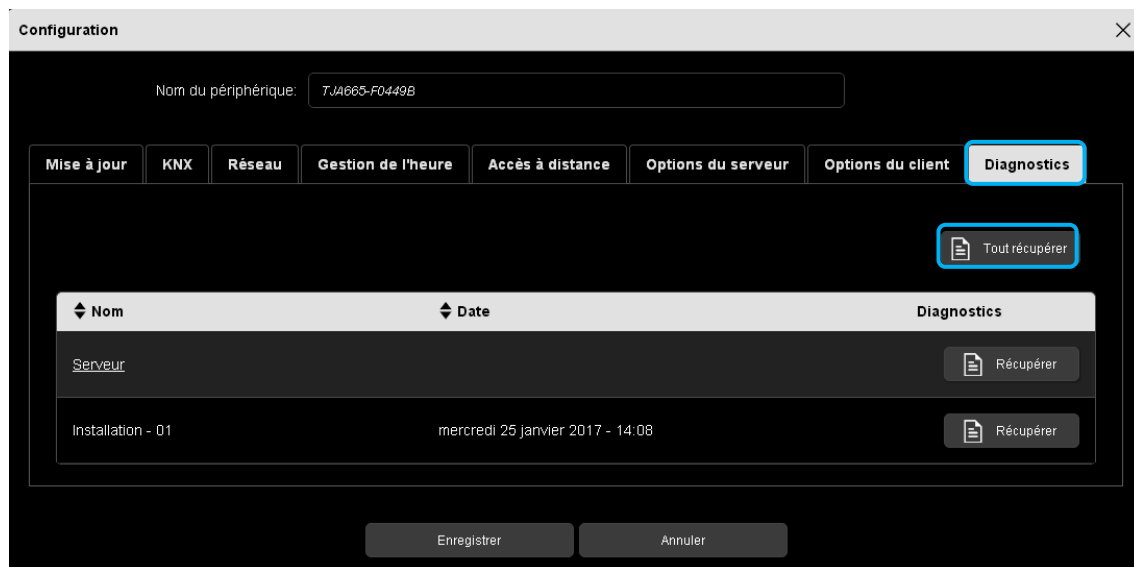 Configuration
Nom du périphérique: TJA665-F0449B
Mise à jour KNX Réseau Gestion de l'heure Accès à distance Options du serveur Options du client Diagnostics
Tout récupérer
Nom Date Diagnostics
Serveur Récupérer
Installation - 01 mercredi 25 janvier 2017 - 14:08 Récupérer
Enregistrer Annuler